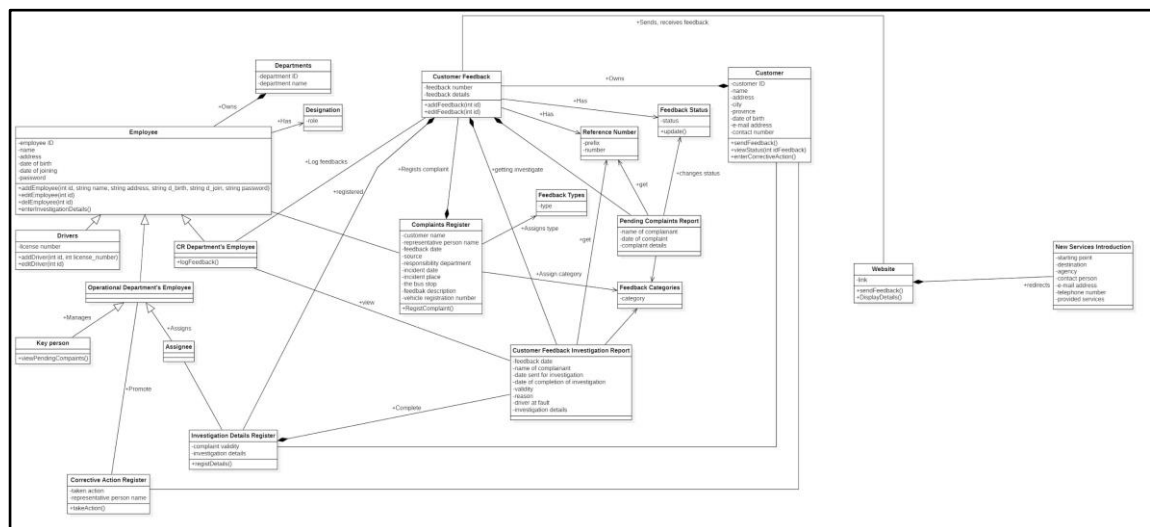 +Sends, receives feedback
Departments
-department ID
-department name
+Owns
Designation
-role
+Has
Employee
-employee ID
-name
-address
-date of birth
-date of joining
-password
+addEmployee(int id, string name, string address, string d_birth, string d_join, string password)
+editEmployee(int id)
+delEmployee(int id)
+enterInvestigationDetails()
Drivers
-license number
+addDriver(int id, int license_number)
+editDriver(int id)
CR Department's Employee
+logFeedback()
Operational Department's Employee
+Manages
Key person
+viewPendingCompaints()
+Assigns
Assignee
+Promote
Corrective Action Register
-taken action
-representative person name
+takeAction()
Investigation Details Register
-complaint validity
-investigation details
+registDetails()
+Complete
+Log feedbacks
+registered
+view
Customer Feedback
-feedback number
-feedback details
+addFeedback(int id)
+editFeedback(int id)
+Owns
+Has
+Has
+Regists complaint
+getting investigate
Complaints Register
-customer name
-representative person name
-feedback date
-source
-responsibility department
-incident date
-incident place
-the bus stop
-feedbak description
-vehicle registration number
+RegistComplaint()
Feedback Types
-type
+Assigns type
+Assign category
Feedback Categories
-category
Reference Number
-prefix
-number
+get
+get
Feedback Status
-status
+update()
+changes status
Pending Complaints Report
-name of complainant
-date of complaint
-complaint details
Customer Feedback Investigation Report
-feedback date
-name of complainant
-date sent for investigation
-date of completion of investigation
-validity
-reason
-driver at fault
-investigation details
Customer
-customer ID
-name
-address
-city
-province
-date of birth
-e-mail address
-contact number
+sendFeedback()
+viewStatus(int idFeedback)
+enterCorrectiveAction()
Website
-link
+sendFeedback()
+DisplayDetails()
+redirects
New Services Introduction
-starting point
-destination
-agency
-contact person
-e-mail address
-telephone number
-provided services